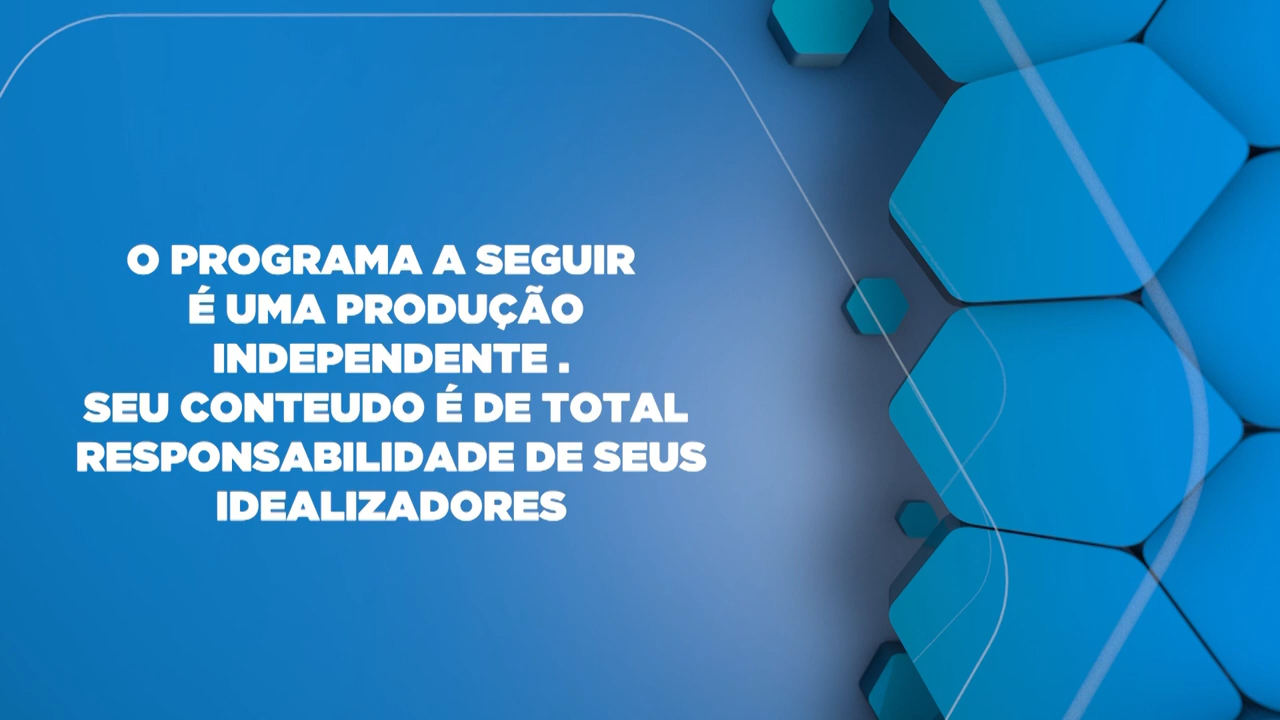 O PROGRAMA A SEGUIR
É UMA PRODUÇÃO
INDEPENDENTE .
SEU CONTEUDO É DE TOTAL
RESPONSABILIDADE DE SEUS
IDEALIZADORES